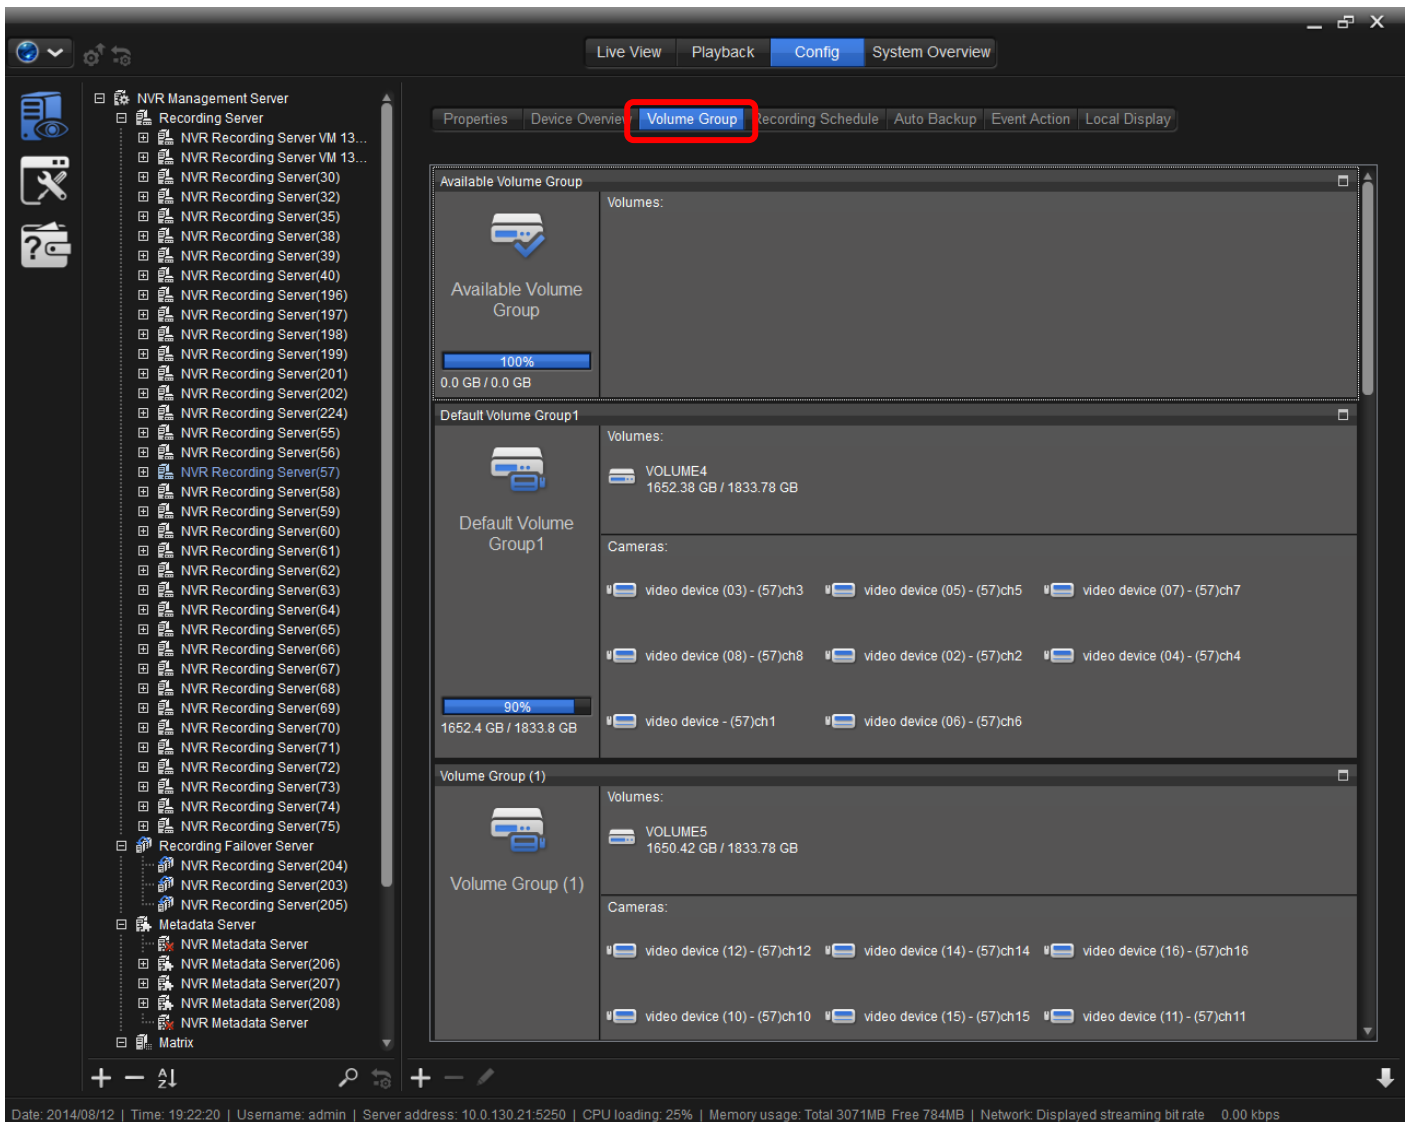 Live View Playback Config System Overview
NVR Management Server
Recording Server
NVR Recording Server VM 13...
NVR Recording Server VM 13...
NVR Recording Server(30)
NVR Recording Server(32)
NVR Recording Server(35)
NVR Recording Server(38)
NVR Recording Server(39)
NVR Recording Server(40)
NVR Recording Server(196)
NVR Recording Server(197)
NVR Recording Server(198)
NVR Recording Server(199)
NVR Recording Server(201)
NVR Recording Server(202)
NVR Recording Server(224)
NVR Recording Server(55)
NVR Recording Server(56)
NVR Recording Server(57)
NVR Recording Server(58)
NVR Recording Server(59)
NVR Recording Server(60)
NVR Recording Server(61)
NVR Recording Server(62)
NVR Recording Server(63)
NVR Recording Server(64)
NVR Recording Server(65)
NVR Recording Server(66)
NVR Recording Server(67)
NVR Recording Server(68)
NVR Recording Server(69)
NVR Recording Server(70)
NVR Recording Server(71)
NVR Recording Server(72)
NVR Recording Server(73)
NVR Recording Server(74)
NVR Recording Server(75)
Recording Failover Server
NVR Recording Server(204)
NVR Recording Server(203)
NVR Recording Server(205)
Metadata Server
NVR Metadata Server
NVR Metadata Server(206)
NVR Metadata Server(207)
NVR Metadata Server(208)
NVR Metadata Server
Matrix
Properties Device Overview Volume Group Recording Schedule Auto Backup Event Action Local Display
Available Volume Group
Available Volume
Group
100%
0.0 GB / 0.0 GB
Volumes:
Default Volume Group1
Default Volume
Group1
90%
1652.4 GB / 1833.8 GB
Volumes:
VOLUME4
1652.38 GB / 1833.78 GB
Cameras:
video device (03) - (57)ch3 video device (05) - (57)ch5 video device (07) - (57)ch7
video device (08) - (57)ch8 video device (02) - (57)ch2 video device (04) - (57)ch4
video device - (57)ch1 video device (06) - (57)ch6
Volume Group (1)
Volume Group (1)
Volumes:
VOLUME5
1650.42 GB / 1833.78 GB
Cameras:
video device (12) - (57)ch12 video device (14) - (57)ch14 video device (16) - (57)ch16
video device (10) - (57)ch10 video device (15) - (57)ch15 video device (11) - (57)ch11
Date: 2014/08/12 | Time: 19:22:20 | Username: admin | Server address: 10.0.130.21:5250 | CPU loading: 25% | Memory usage: Total 3071MB Free 784MB | Network: Displayed streaming bit rate 0.00 kbps